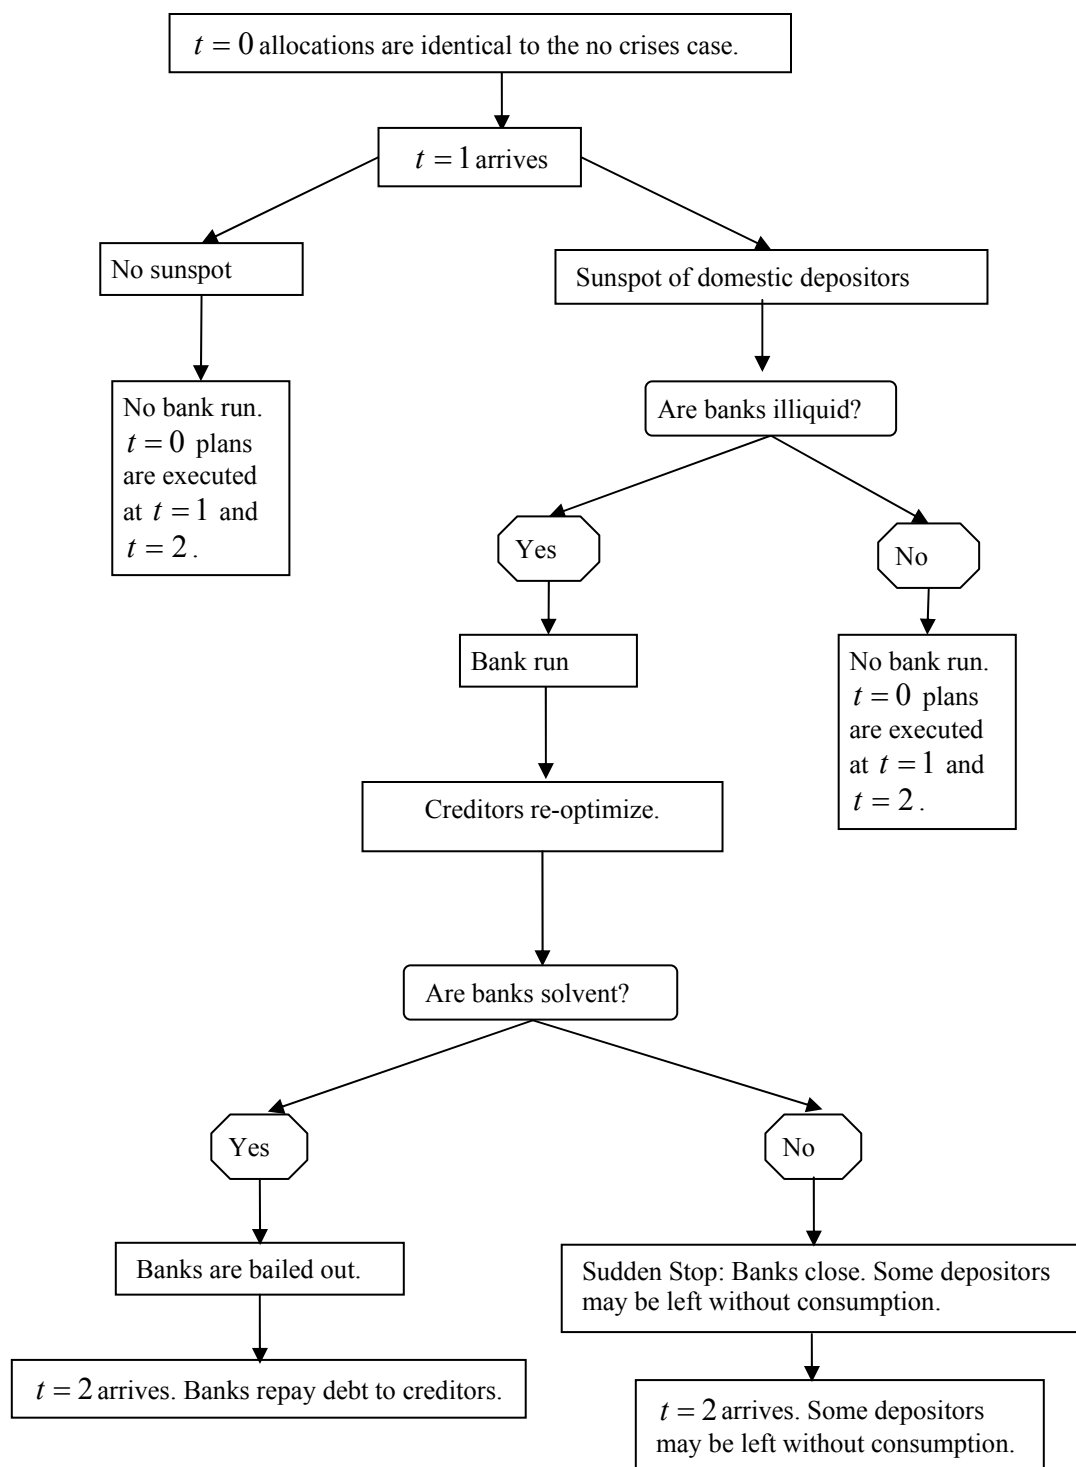 t = 0 allocations are identical to the no crises case.
t = 1 arrives
No sunspot
Sunspot of domestic depositors
No bank run.
t = 0 plans
are executed
at t = 1 and
t = 2.
Are banks illiquid?
Yes
No
Bank run
No bank run.
t = 0 plans
are executed
at t = 1 and
t = 2.
Creditors re-optimize.
Are banks solvent?
Yes
No
Banks are bailed out.
Sudden Stop: Banks close. Some depositors
may be left without consumption.
t = 2 arrives. Banks repay debt to creditors.
t = 2 arrives. Some depositors
may be left without consumption.